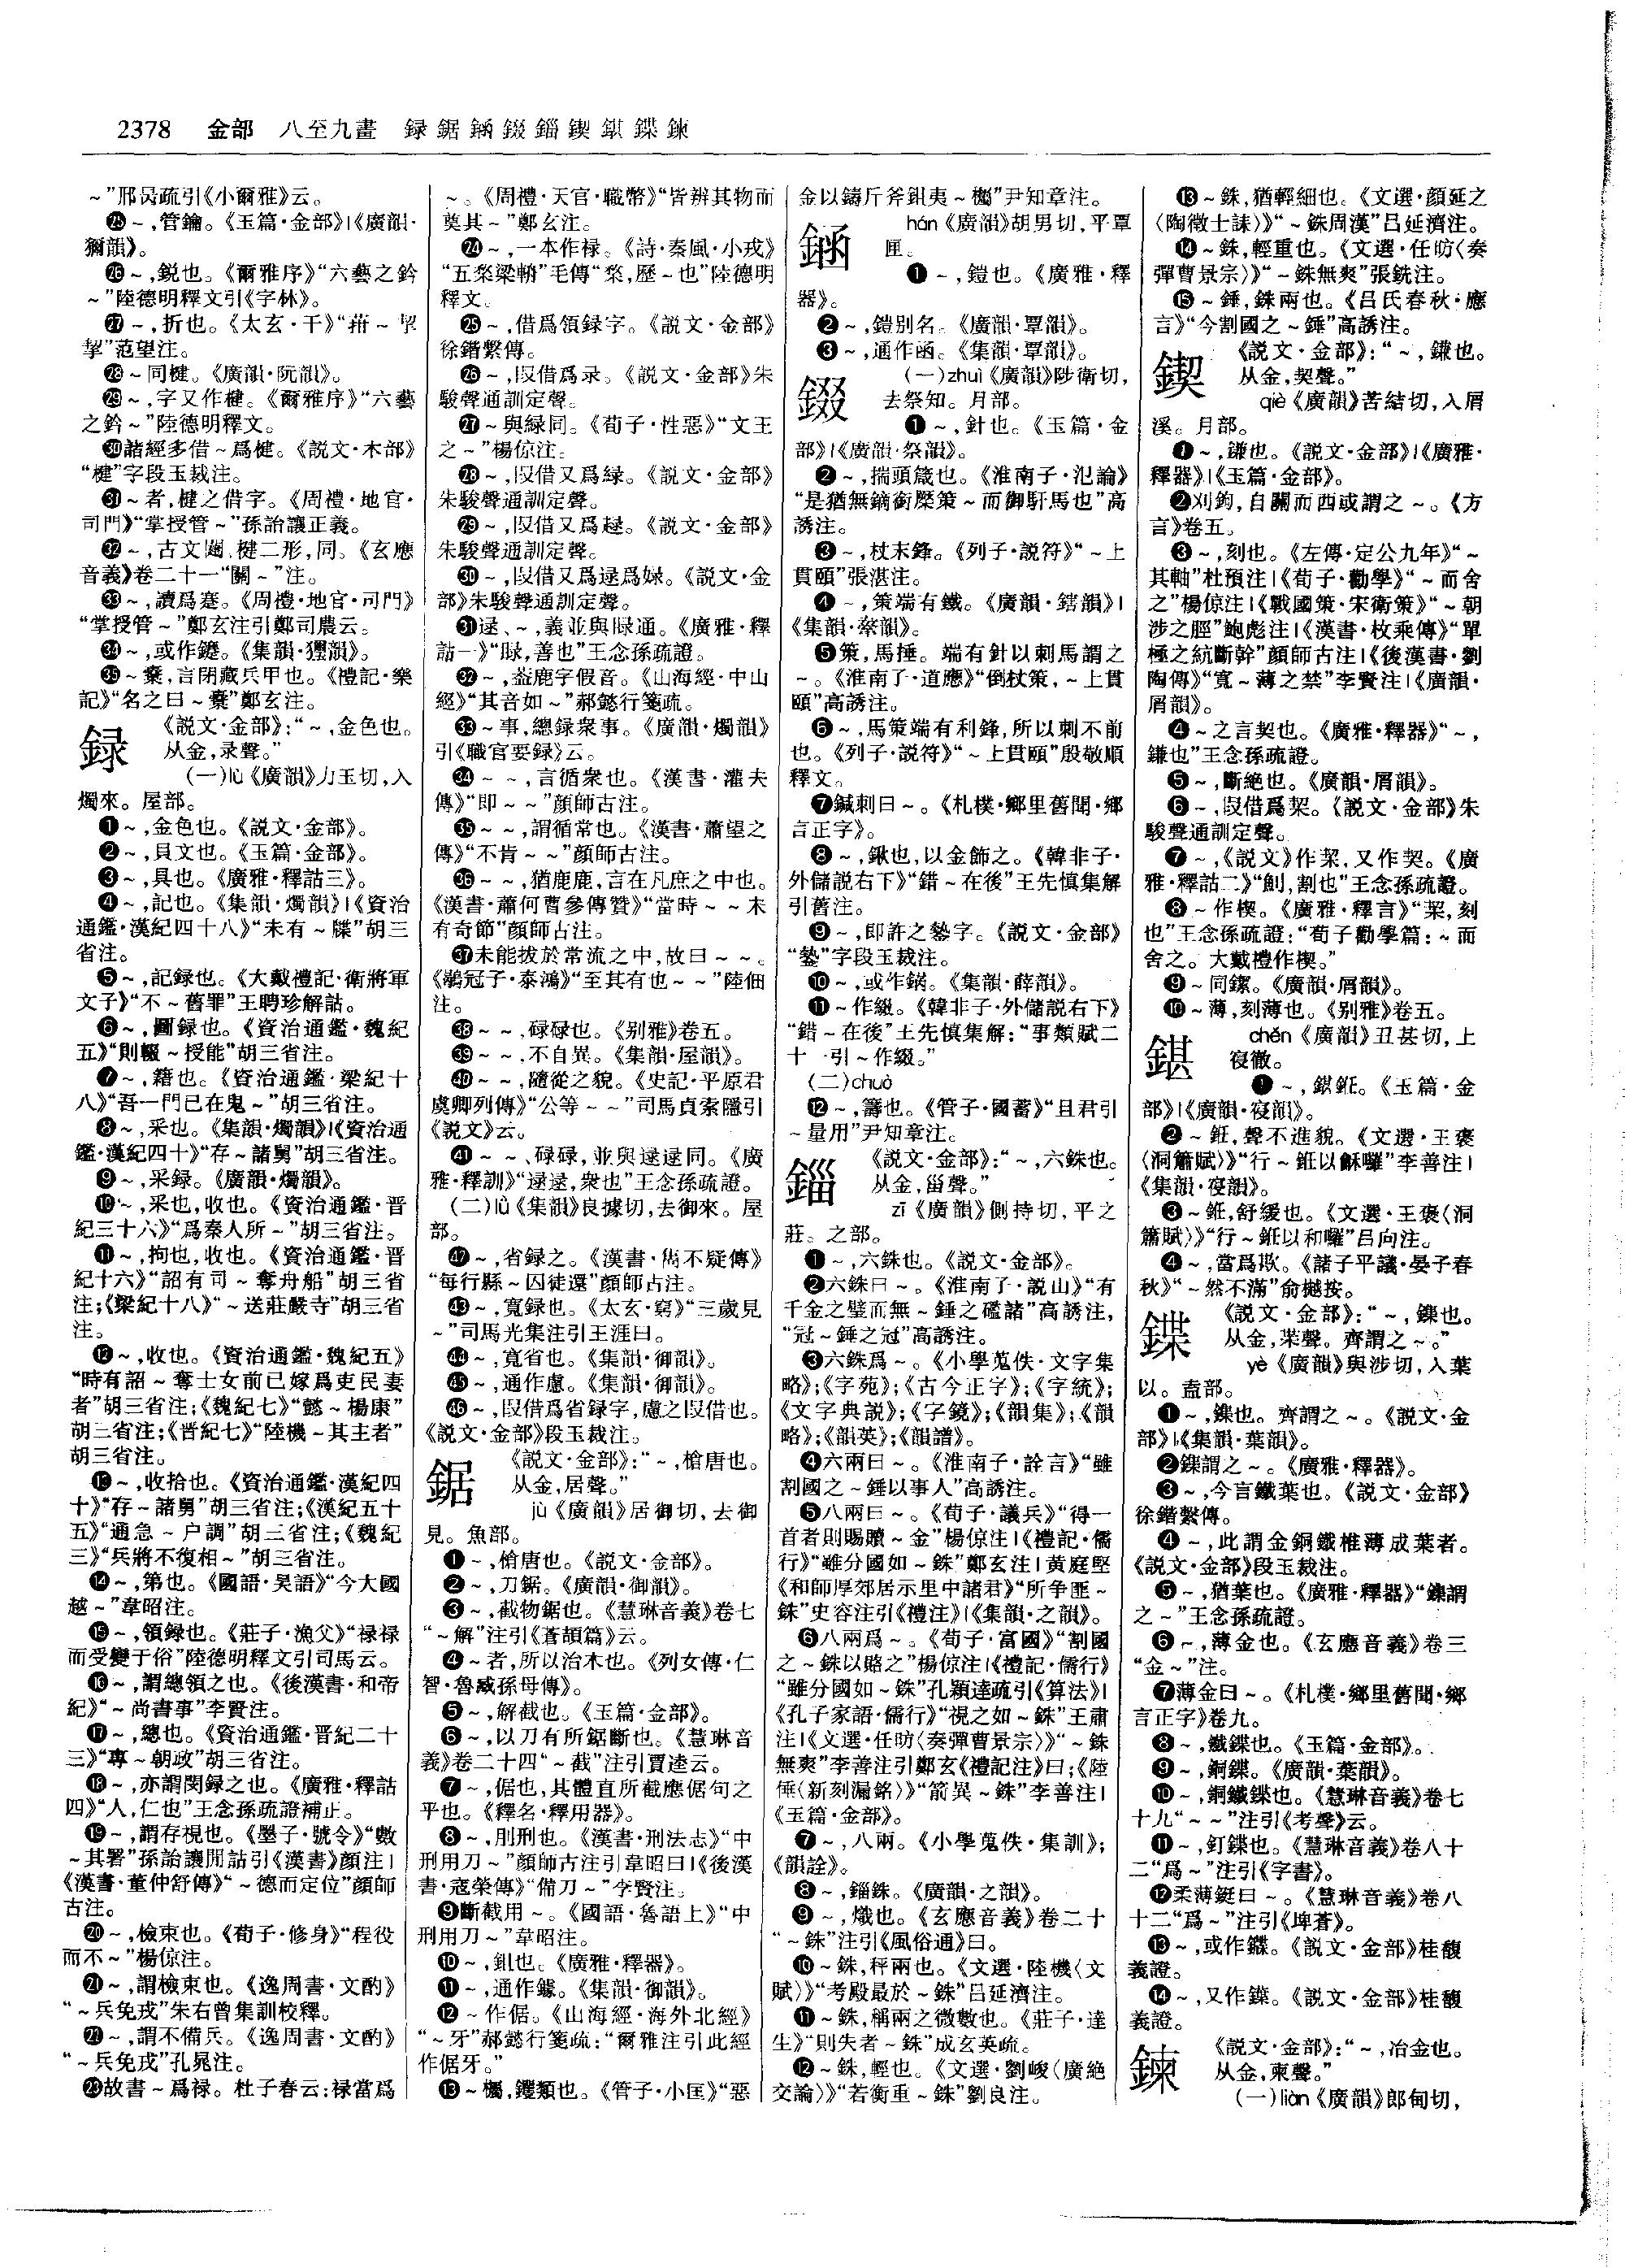 2378 金部 八至九畫 録 鋸 鋿 錣 錙 鍥 鍖 鍱 鍊
～”邢昺疏引《小爾雅》云。
㉕～,管鑰。《玉篇·金部》|《廣韻·
獮韻》。
㉖～,鋭也。《爾雅序》“六藝之鈐
～”陸德明釋文引《字林》。
㉗～,折也。《太玄·干》“
挈”范望注。
㉘～同楗。《廣韻·阮韻》。
㉙～,字又作楗。《爾雅序》“六藝
之鈐～”陸德明釋文。
㉚諸經多借～爲楗。《説文·木部》
“楗”字段玉裁注。
㉛～者,楗之借字。《周禮·地官·
司門》“掌授管～”孫詒讓正義。
㉜～,古文闥、楗二形,同。《玄應
音義》卷二十一“關～”注。
㉝～,讀爲蹇。《周禮·地官·司門》
“掌授管～”鄭玄注引鄭司農云。
㉞～,或作鑳。《集韻·獮韻》。
㉟～櫜,言閉藏兵甲也。《禮記·樂
記》“名之曰～櫜”鄭玄注。
録
《説文·金部》:“～,金色也。
从金,录聲。”
(一)lù《廣韻》力玉切,入
燭來。屋部。
❶～,金色也。《説文·金部》。
❷～,貝文也。《玉篇·金部》。
❸～,具也。《廣雅·釋詁三》。
❹～,記也。《集韻·燭韻》|《資治
通鑑·漢紀四十八》“未有～牒”胡三
省注。
❺～,記録也。《大戴禮記·衛將軍
文子》“不～舊罪”王聘珍解詁。
❻～,圖録也。《資治通鑑·魏紀
五》“則輟～授能”胡三省注。
❼～,籍也。《資治通鑑·梁紀十
八》“吾一門已在鬼～”胡三省注。
❽～,采也。《集韻·燭韻》|《資治通
鑑·漢紀四十》“存～諸舅”胡三省注。
❾～,采録。《廣韻·燭韻》。
❿～,采也,收也。《資治通鑑·晋
紀三十六》“爲秦人所～”胡三省注。
⓫～,拘也,收也。《資治通鑑·晋
紀十六》“詔有司～奪舟船”胡三省
注;《梁紀十八》“～送莊嚴寺”胡三省
注。
⓬～,收也。《資治通鑑·魏紀五》
“時有詔～奪士女前已嫁爲吏民妻
者”胡三省注;《魏紀七》“懿～楊康”
胡三省注;《晋紀七》“陸機～其主者”
胡三省注。
⓭～,收拾也。《資治通鑑·漢紀四
十》“存～諸舅”胡三省注;《漢紀五十
五》“通急～户調”胡三省注;《魏紀
三》“兵將不復相～”胡三省注。
⓮～,第也。《國語·吴語》“今大國
越～”韋昭注。
⓯～,領録也。《莊子·漁父》“禄禄
而受變于俗”陸德明釋文引司馬云。
⓰～,謂總領之也。《後漢書·和帝
紀》“～尚書事”李賢注。
⓱～,總也。《資治通鑑·晋紀二十
三》“專～朝政”胡三省注。
⓲～,亦謂閔録之也。《廣雅·釋詁
四》“人,仁也”王念孫疏證補正。
⓳～,謂存視也。《墨子·號令》“數
～其署”孫詒讓閒詁引《漢書》顔注|
《漢書·董仲舒傳》“～德而定位”顔師
古注。
⓴～,檢束也。《荀子·修身》“程役
而不～”楊倞注。
㉑～,謂檢束也。《逸周書·文酌》
“～兵免戎”朱右曾集訓校釋。
㉒～,謂不備兵。《逸周書·文酌》
“～兵免戎”孔晁注。
㉓故書～爲禄。杜子春云:禄當爲
～。《周禮·天官·職幣》“皆辨其物而
奠其～”鄭玄注。
㉔～,一本作禄。《詩·秦風·小戎》
“五楘梁輈”毛傳“楘,歷～也”陸德明
釋文。
㉕～,借爲領録字。《説文·金部》
徐鍇繫傳。
㉖～,叚借爲录。《説文·金部》朱
駿聲通訓定聲。
㉗～與緑同。《荀子·性惡》“文王
之～”楊倞注。
㉘～,叚借又爲緑。《説文·金部》
朱駿聲通訓定聲。
㉙～,叚借又爲趢。《説文·金部》
朱駿聲通訓定聲。
㉚～,叚借又爲逯爲娽。《説文·金
部》朱駿聲通訓定聲。
㉛逯、～,義並與睩通。《廣雅·釋
詁一》“睩,善也”王念孫疏證。
㉜～,盖鹿字假音。《山海經·中山
經》“其音如～”郝懿行箋疏。
㉝～事,總録衆事。《廣韻·燭韻》
引《職官要録》云。
㉞～～,言循衆也。《漢書·灌夫
傳》“即～～”顔師古注。
㉟～～,謂循常也。《漢書·蕭望之
傳》“不肯～～”顔師古注。
㊱～～,猶鹿鹿,言在凡庶之中也。
《漢書·蕭何曹參傳贊》“當時～～未
有奇節”顔師古注。
㊲未能拔於常流之中,故曰～～。
《鶡冠子·泰鴻》“至其有也～～”陸佃
注。
㊳～～,碌碌也。《别雅》卷五。
㊴～～,不自異。《集韻·屋韻》。
㊵～～,隨從之貌。《史記·平原君
虞卿列傳》“公等～～”司馬貞索隱引
《説文》云。
㊶～～、碌碌,並與逯逯同。《廣
雅·釋訓》“逯逯,衆也”王念孫疏證。
(二)lǜ《集韻》良據切,去御來。屋
部。
㊷～,省録之。《漢書·雋不疑傳》
“每行縣～囚徒還”顔師古注。
㊸～,寬録也。《太玄·窮》“三歲見
～”司馬光集注引王涯曰。
㊹～,寬省也。《集韻·御韻》。
㊺～,通作慮。《集韻·御韻》。
㊻～,叚借爲省録字,慮之叚借也。
《説文·金部》段玉裁注。
鋸
《説文·金部》:“～,槍唐也。
从金,居聲。”
jù《廣韻》居御切,去御
見。魚部。
❶～,槍唐也。《説文·金部》。
❷～,刀鋸。《廣韻·御韻》。
❸～,截物鋸也。《慧琳音義》卷七
“～解”注引《蒼頡篇》云。
❹～者,所以治木也。《列女傳·仁
智·魯臧孫母傳》。
❺～,解截也。《玉篇·金部》。
❻～,以刀有所鋸斷也。《慧琳音
義》卷二十四“～截”注引賈逵云。
❼～,倨也,其體直所截應倨句之
平也。《釋名·釋用器》。
❽～,刖刑也。《漢書·刑法志》“中
刑用刀～”顔師古注引韋昭曰|《後漢
書·寇榮傳》“備刀～”李賢注。
❾斷截用～。《國語·魯語上》“中
刑用刀～”韋昭注。
❿～,鉏也。《廣雅·釋器》。
⓫～,通作鐻。《集韻·御韻》。
⓬～作倨。《山海經·海外北經》
“～牙”郝懿行箋疏:“爾雅注引此經
作倨牙。”
⓭～欘,钁類也。《管子·小匡》“惡
金以鑄斤斧鉏夷～欘”尹知章注。
hán《廣韻》胡男切,平覃
匣。
❶～,鎧也。《廣雅·釋
器》。
❷～,鎧别名。《廣韻·覃韻》。
❸～,通作函。《集韻·覃韻》。
錣
(一)zhuì《廣韻》陟衛切,
去祭知。月部。
❶～,針也。《玉篇·金
部》|《廣韻·祭韻》。
❷～,揣頭箴也。《淮南子·氾論》
“是猶無鏑銜橜策～而御馯馬也”高
誘注。
❸～,杖末鋒。《列子·説符》“～上
貫頤”張湛注。
❹～,策端有鐵。《廣韻·鎋韻》|
《集韻·舝韻》。
❺策,馬捶。端有針以刺馬謂之
～。《淮南子·道應》“倒杖策,～上貫
頤”高誘注。
❻～,馬策端有利鋒,所以刺不前
也。《列子·説符》“～上貫頤”殷敬順
釋文。
❼鍼刺曰～。《札樸·鄉里舊聞·鄉
言正字》。
❽～,鍬也,以金飾之。《韓非子·
外儲説右下》“錯～在後”王先慎集解
引舊注。
❾～,即許之
字。《説文·金部》
“
”字段玉裁注。
❿～,或作鋿。《集韻·薛韻》。
⓫～作綴。《韓非子·外儲説右下》
“錯～在後”王先慎集解:“事類賦二
十一引～作綴。”
(二)chuò
⓬～,籌也。《管子·國蓄》“且君引
～量用”尹知章注。
錙
《説文·金部》:“～,六銖也。
从金,甾聲。”
zī《廣韻》側持切,平之
莊。之部。
❶～,六銖也。《説文·金部》。
❷六銖曰～。《淮南子·説山》“有
千金之璧而無～錘之礛諸”高誘注,
“冠～錘之冠”高誘注。
❸六銖爲～。《小學蒐佚·文字集
略》;《字苑》;《古今正字》;《字統》;
《文字典説》;《字鏡》;《韻集》;《韻
略》;《韻英》;《韻譜》。
❹六兩曰～。《淮南子·詮言》“雖
割國之～錘以事人”高誘注。
❺八兩曰～。《荀子·議兵》“得一
首者則賜贖～金”楊倞注|《禮記·儒
行》“雖分國如～銖”鄭玄注|黄庭堅
《和師厚郊居示里中諸君》“所争匪～
銖”史容注引《禮注》|《集韻·之韻》。
❻八兩爲～。《荀子·富國》“割國
之～銖以賂之”楊倞注|《禮記·儒行》
“雖分國如～銖”孔穎達疏引《算法》|
《孔子家語·儒行》“視之如～銖”王肅
注|《文選·任昉〈奏彈曹景宗〉》“～銖
無爽”李善注引鄭玄《禮記注》曰;《陸
倕〈新刻漏銘〉》“箭異～銖”李善注|
《玉篇·金部》。
❼～,八兩。《小學蒐佚·集訓》;
《韻詮》。
❽～,錙銖。《廣韻·之韻》。
❾～,熾也。《玄應音義》卷二十
“～銖”注引《風俗通》曰。
❿～銖,秤兩也。《文選·陸機〈文
賦〉》“考殿最於～銖”吕延濟注。
⓫～銖,稱兩之微數也。《莊子·達
生》“則失者～銖”成玄英疏。
⓬～銖,輕也。《文選·劉峻〈廣絶
交論〉》“若衡重～銖”劉良注。
⓭～銖,猶輕細也。《文選·顔延之
〈陶徵士誄〉》“～銖周漢”吕延濟注。
⓮～銖,輕重也。《文選·任昉〈奏
彈曹景宗〉》“～銖無爽”張銑注。
⓯～錘,銖兩也。《吕氏春秋·應
言》“今割國之～錘”高誘注。
鍥
《説文·金部》:“～,鎌也。
从金,契聲。”
qiè《廣韻》苦結切,入屑
溪。月部。
❶～,鎌也。《説文·金部》|《廣雅·
釋器》|《玉篇·金部》。
❷刈鉤,自關而西或謂之～。《方
言》卷五。
❸～,刻也。《左傳·定公九年》“～
其軸”杜預注|《荀子·勸學》“～而舍
之”楊倞注|《戰國策·宋衛策》“～朝
涉之脛”鮑彪注|《漢書·枚乘傳》“單
極之紌斷幹”顔師古注|《後漢書·劉
陶傳》“寬～薄之禁”李賢注|《廣韻·
屑韻》。
❹～之言契也。《廣雅·釋器》“～,
鎌也”王念孫疏證。
❺～,斷絶也。《廣韻·屑韻》。
❻～,叚借爲栔。《説文·金部》朱
駿聲通訓定聲。
❼～,《説文》作栔,又作契。《廣
雅·釋詁二》“㓶,割也”王念孫疏證。
❽～作楔。《廣雅·釋言》“栔,刻
也”王念孫疏證:“荀子勸學篇:～而
舍之。大戴禮作楔。”
❾～同鐭。《廣韻·屑韻》。
❿～薄,刻薄也。《别雅》卷五。
鍖
chěn《廣韻》丑甚切,上
寑徹。
❶～,鍖鈓。《玉篇·金
部》|《廣韻·寑韻》。
❷～鈓,聲不進貌。《文選·王褒
〈洞簫賦〉》“行～鈓以龢囉”李善注|
《集韻·寑韻》。
❸～鈓,舒緩也。《文選·王褒〈洞
簫賦〉》“行～鈓以和囉”吕向注。
❹～,當爲欺。《諸子平議·晏子春
秋》“～然不滿”俞樾按。
鍱
《説文·金部》:“～,鏶也。
从金,枼聲。齊謂之～。”
yè《廣韻》與涉切,入葉
以。盍部。
❶～,鏶也。齊謂之～。《説文·金
部》|《集韻·葉韻》。
❷鏶謂之～。《廣雅·釋器》。
❸～,今言鐵葉也。《説文·金部》
徐鍇繫傳。
❹～,此謂金銅鐵椎薄成葉者。
《説文·金部》段玉裁注。
❺～,猶葉也。《廣雅·釋器》“鏶謂
之～”王念孫疏證。
❻～,薄金也。《玄應音義》卷三
“金～”注。
❼薄金曰～。《札樸·鄉里舊聞·鄉
言正字》卷九。
❽～,鐵鍱也。《玉篇·金部》。
❾～,銅鍱。《廣韻·葉韻》。
❿～,銅鐵鍱也。《慧琳音義》卷七
十九“～～”注引《考聲》云。
⓫～,釘鍱也。《慧琳音義》卷八十
二“爲～”注引《字書》。
⓬柔薄鋌曰～。《慧琳音義》卷八
十二“爲～”注引《埤蒼》。
⓭～,或作鐷。《説文·金部》桂馥
義證。
⓮～,又作鏶。《説文·金部》桂馥
義證。
鍊
《説文·金部》:“～,冶金也。
从金,柬聲。”
(一)liàn《廣韻》郎甸切,